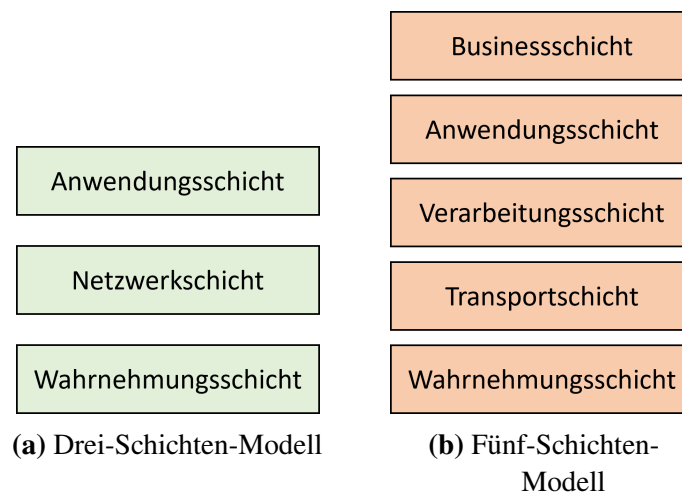 Anwendungsschicht
Netzwerkschicht
Wahrnehmungsschicht
(a) Drei-Schichten-Modell
Businessschicht
Anwendungsschicht
Verarbeitungsschicht
Transportschicht
Wahrnehmungsschicht
(b) Fünf-Schichten-
Modell